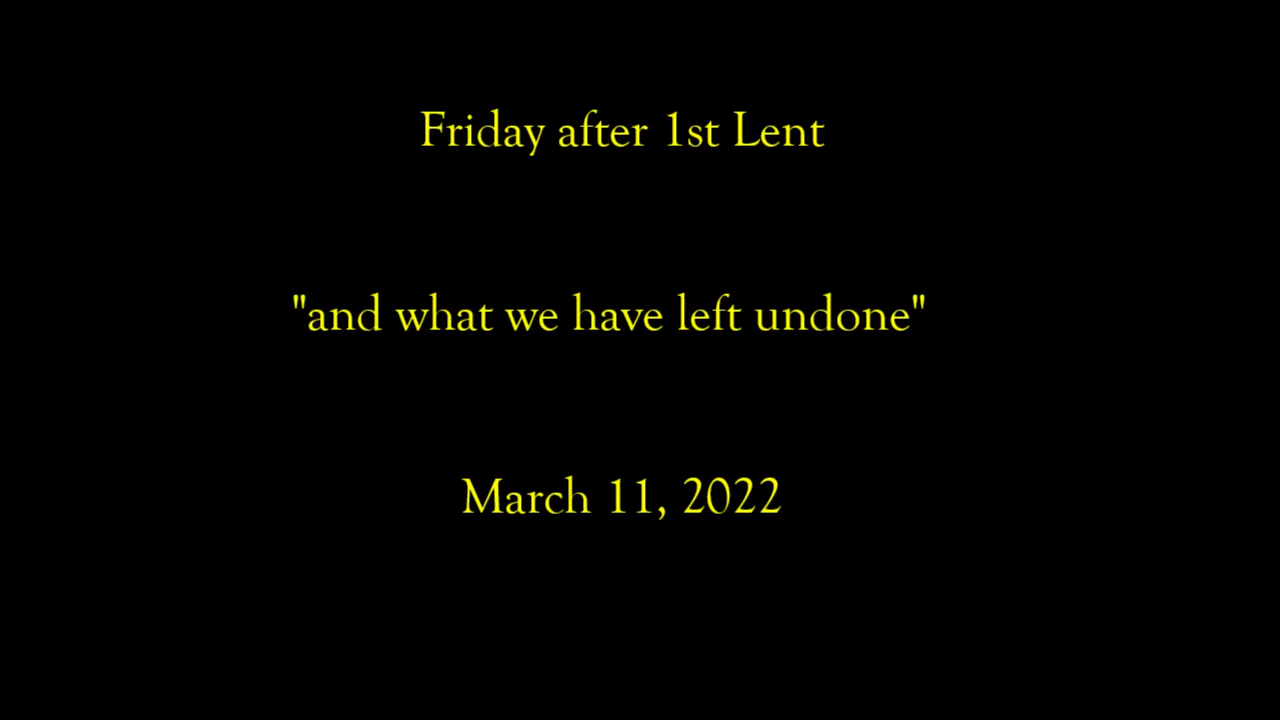 Friday after 1st Lent
"and what we have left undone"
March 11, 2022